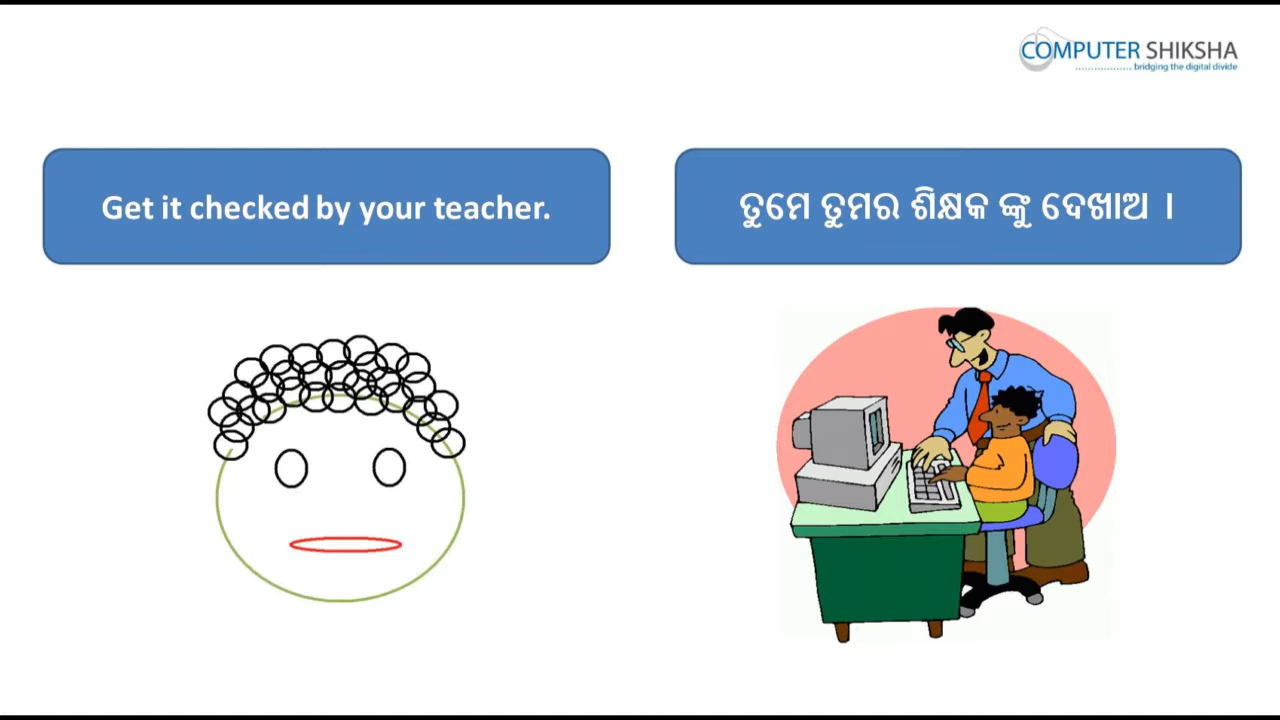 COMPUTER SHIKSHA
bridging the digital divide
Get it checked by your teacher.
ତୁମେ ତୁମର ଶିକ୍ଷକ ଙ୍କୁ ଦେଖାଅ ।